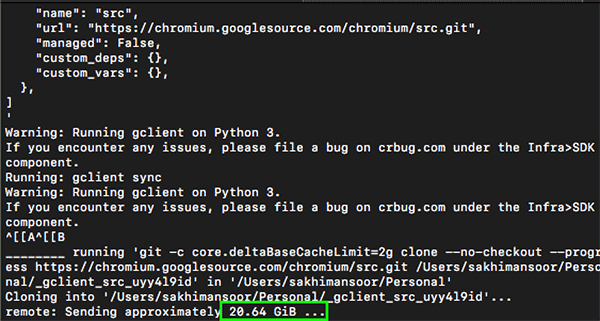 "name": "src",
"url": "https://chromium.googlesource.com/chromium/src.git",
"managed": False,
"custom_deps": {},
"custom_vars": {},
},
]
'
Warning: Running gclient on Python 3.
If you encounter any issues, please file a bug on crbug.com under the Infra>SDK
component.
Running: gclient sync
Warning: Running gclient on Python 3.
If you encounter any issues, please file a bug on crbug.com under the Infra>SDK
component.
^[[A^[[B
________ running 'git -c core.deltaBaseCacheLimit=2g clone --no-checkout --progr
ess https://chromium.googlesource.com/chromium/src.git /Users/sakhimansoor/Perso
nal/_gclient_src_uyy4l9id' in '/Users/sakhimansoor/Personal'
Cloning into '/Users/sakhimansoor/Personal/_gclient_src_uyy4l9id'...
remote: Sending approximately 20.64 GiB ...